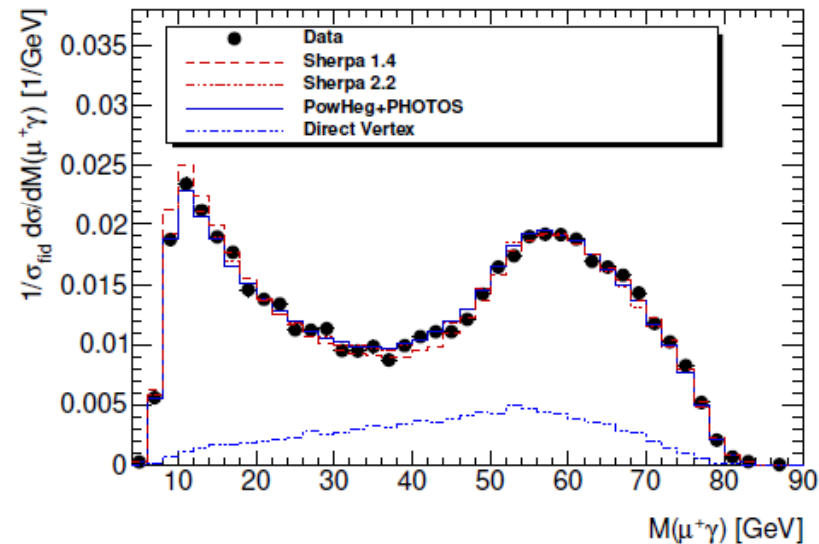 1/σ_fid dσ/dM(μ⁺γ) [1/GeV]
0.035
0.03
0.025
0.02
0.015
0.01
0.005
0
Data
Sherpa 1.4
Sherpa 2.2
PowHeg+PHOTOS
Direct Vertex
10 20 30 40 50 60 70 80 90
M(μ⁺γ) [GeV]